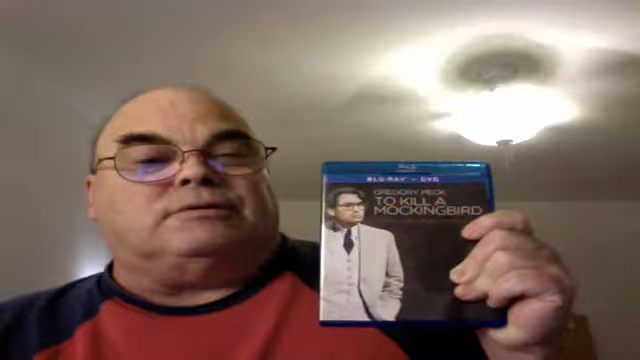 BLU-RAY + DVD
GREGORY PECK
TO KILL A
MOCKINGBIRD